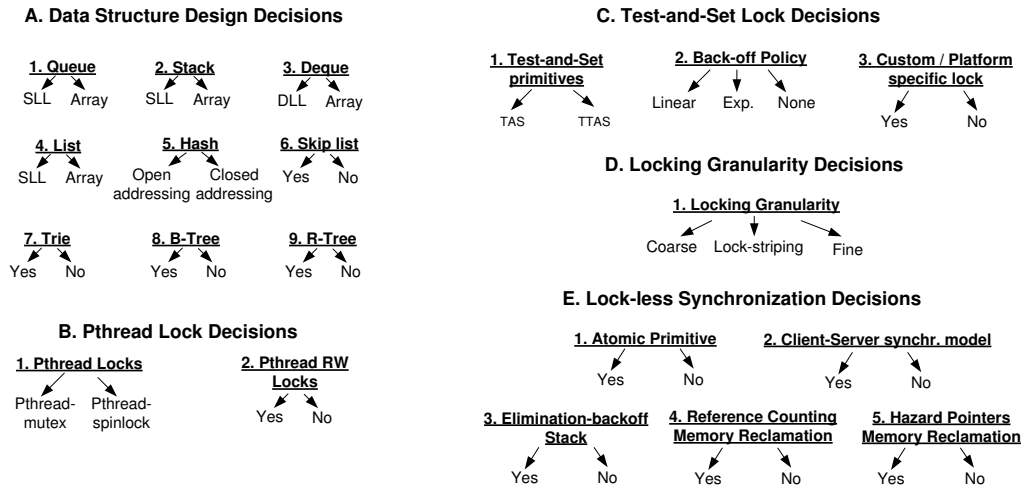 A. Data Structure Design Decisions
1. Queue 2. Stack 3. Deque
SLL Array SLL Array DLL Array
4. List 5. Hash 6. Skip list
SLL Array Open Closed Yes No
addressing addressing
7. Trie 8. B-Tree 9. R-Tree
Yes No Yes No Yes No
B. Pthread Lock Decisions
1. Pthread Locks 2. Pthread RW
Locks
Pthread- Pthread- Yes No
mutex spinlock
C. Test-and-Set Lock Decisions
1. Test-and-Set 2. Back-off Policy 3. Custom / Platform
primitives specific lock
TAS TTAS Linear Exp. None Yes No
D. Locking Granularity Decisions
1. Locking Granularity
Coarse Lock-striping Fine
E. Lock-less Synchronization Decisions
1. Atomic Primitive 2. Client-Server synchr. model
Yes No Yes No
3. Elimination-backoff 4. Reference Counting 5. Hazard Pointers
Stack Memory Reclamation Memory Reclamation
Yes No Yes No Yes No